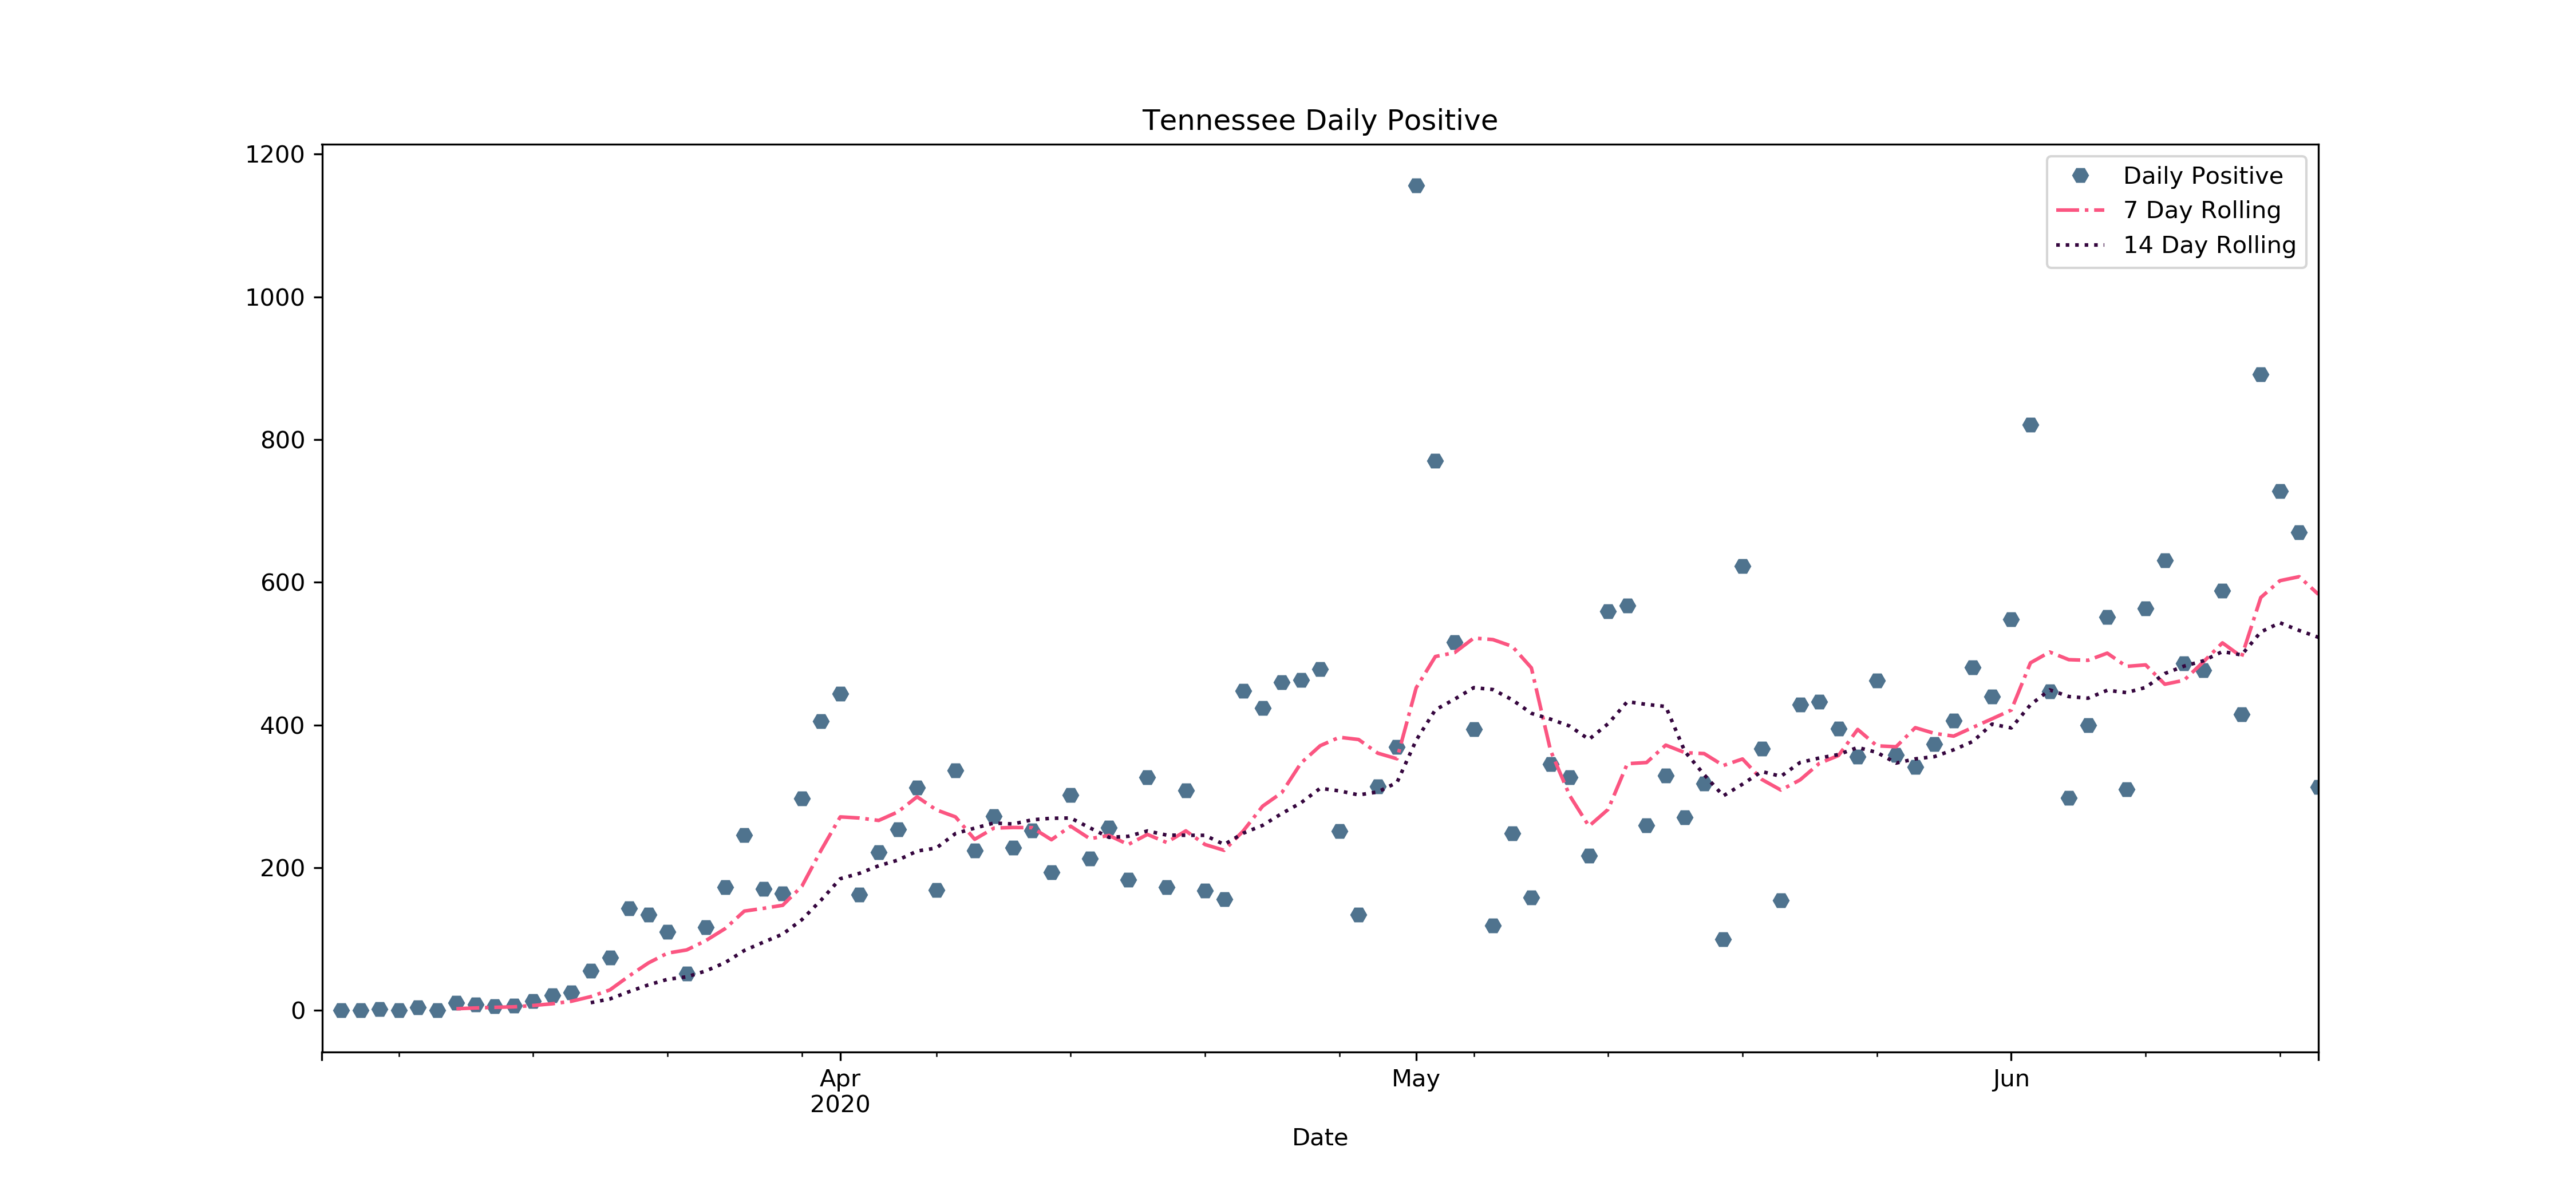 Tennessee Daily Positive
1200
1000
800
600
400
200
0
Daily Positive
7 Day Rolling
14 Day Rolling
Apr
2020
May
Jun
Date